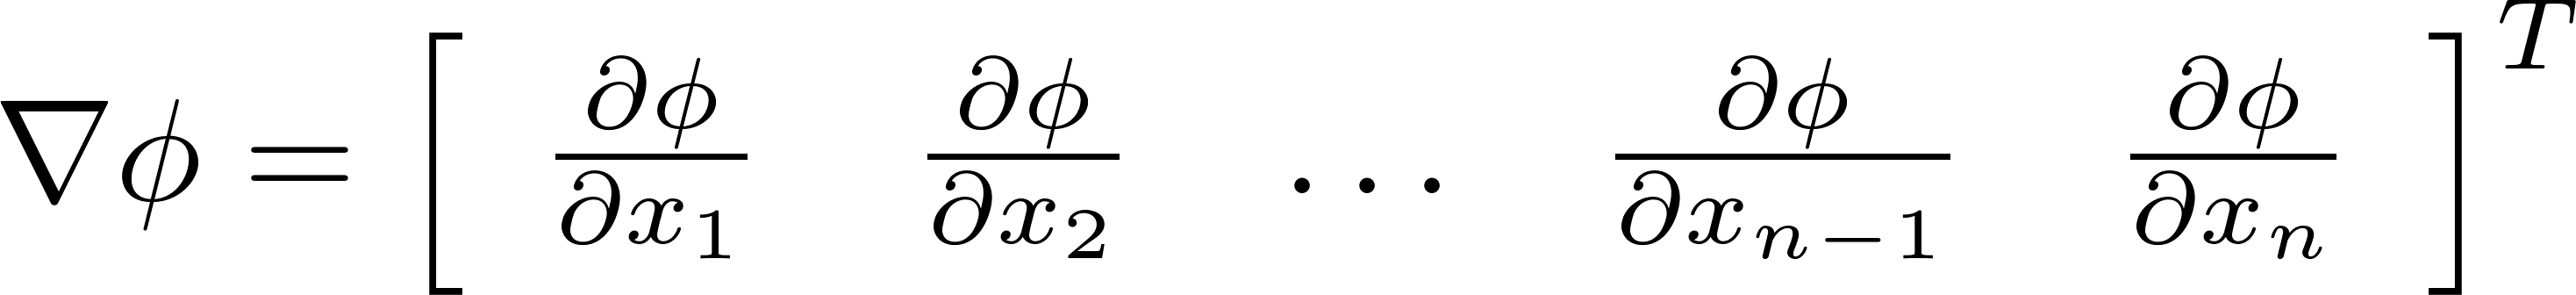 ∇ϕ = [ ∂ϕ/∂x₁ ∂ϕ/∂x₂ ⋯ ∂ϕ/∂xₙ₋₁ ∂ϕ/∂xₙ ]ᵀ